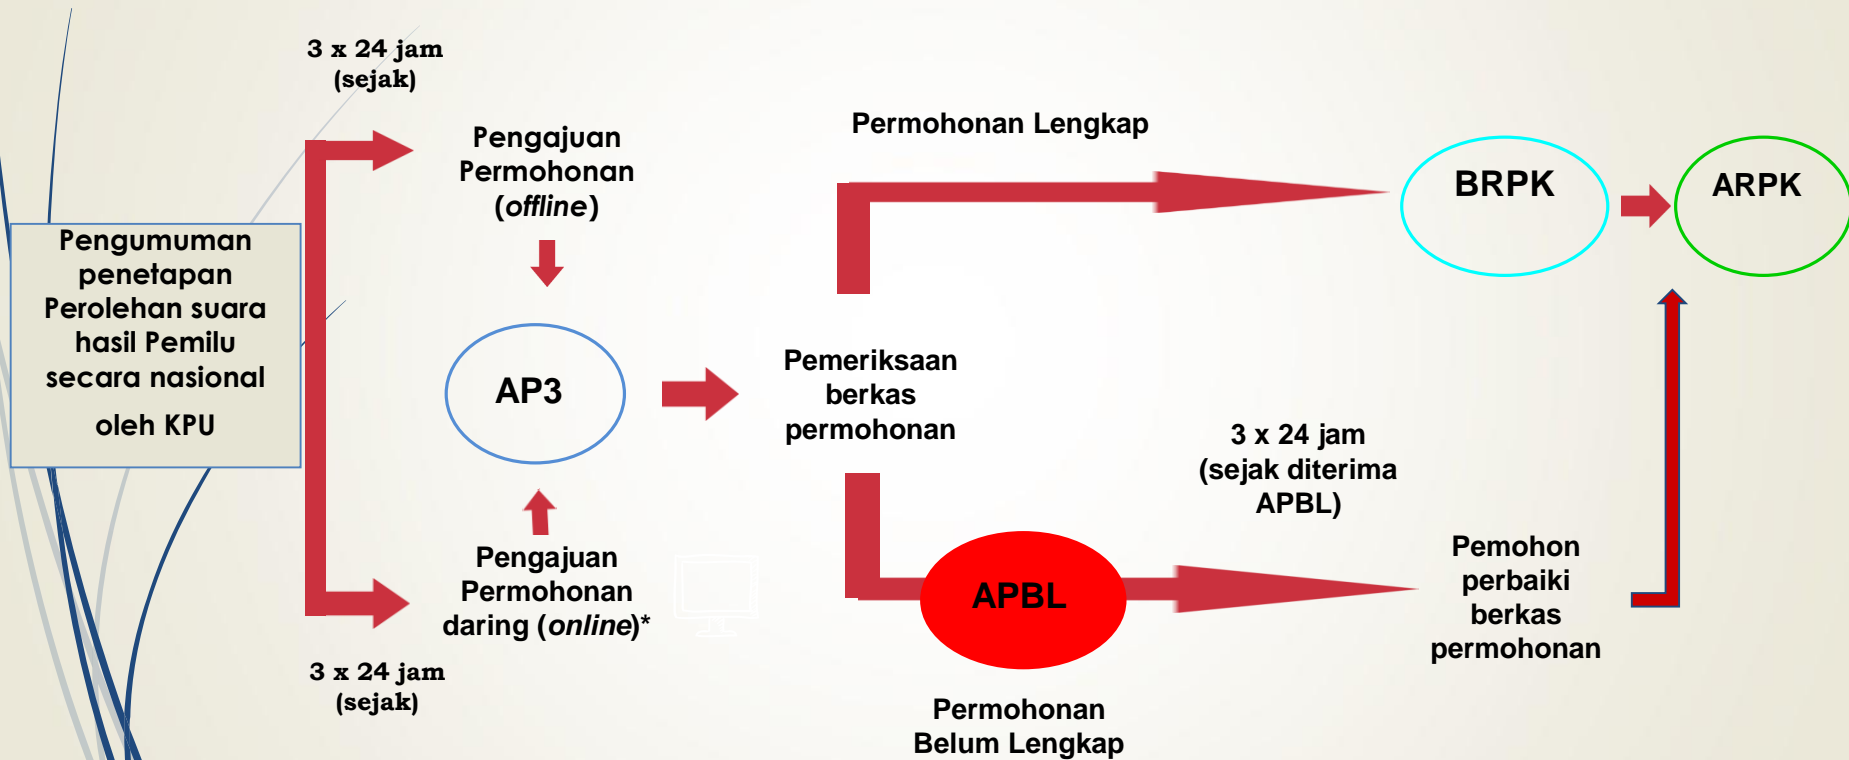 3 x 24 jam
(sejak)
Pengumuman
penetapan
Perolehan suara
hasil Pemilu
secara nasional
oleh KPU
Pengajuan
Permohonan
(offline)
AP3
Pengajuan
Permohonan
daring (online)*
3 x 24 jam
(sejak)
Pemeriksaan
berkas
permohonan
Permohonan Lengkap
BRPK
ARPK
APBL
Permohonan
Belum Lengkap
3 x 24 jam
(sejak diterima
APBL)
Pemohon
perbaiki
berkas
permohonan